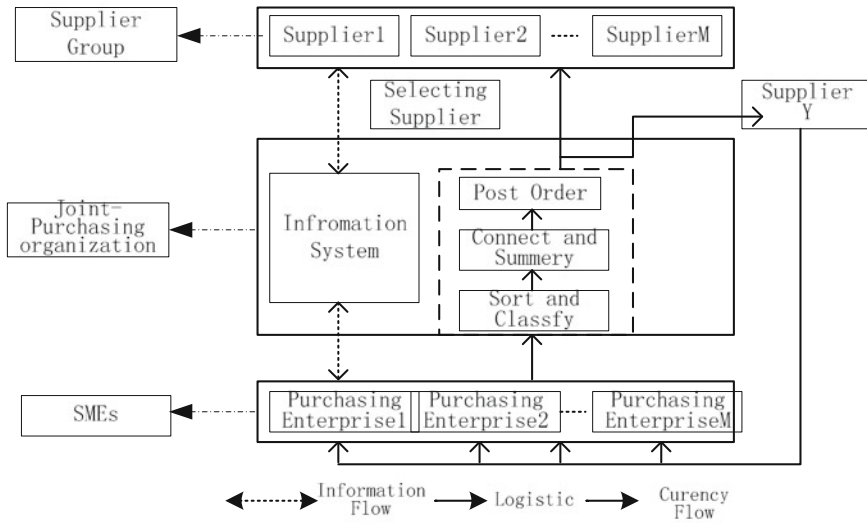 Supplier
Group
Supplier1
Supplier2
SupplierM
Selecting
Supplier
Supplier
Y
Joint-
Purchasing
organization
Infromation
System
Post Order
Connect and
Summery
Sort and
Classfy
SMEs
Purchasing
Enterprise1
Purchasing
Enterprise2
Purchasing
EnterpriseM
Information
Flow
Logistic
Curency
Flow